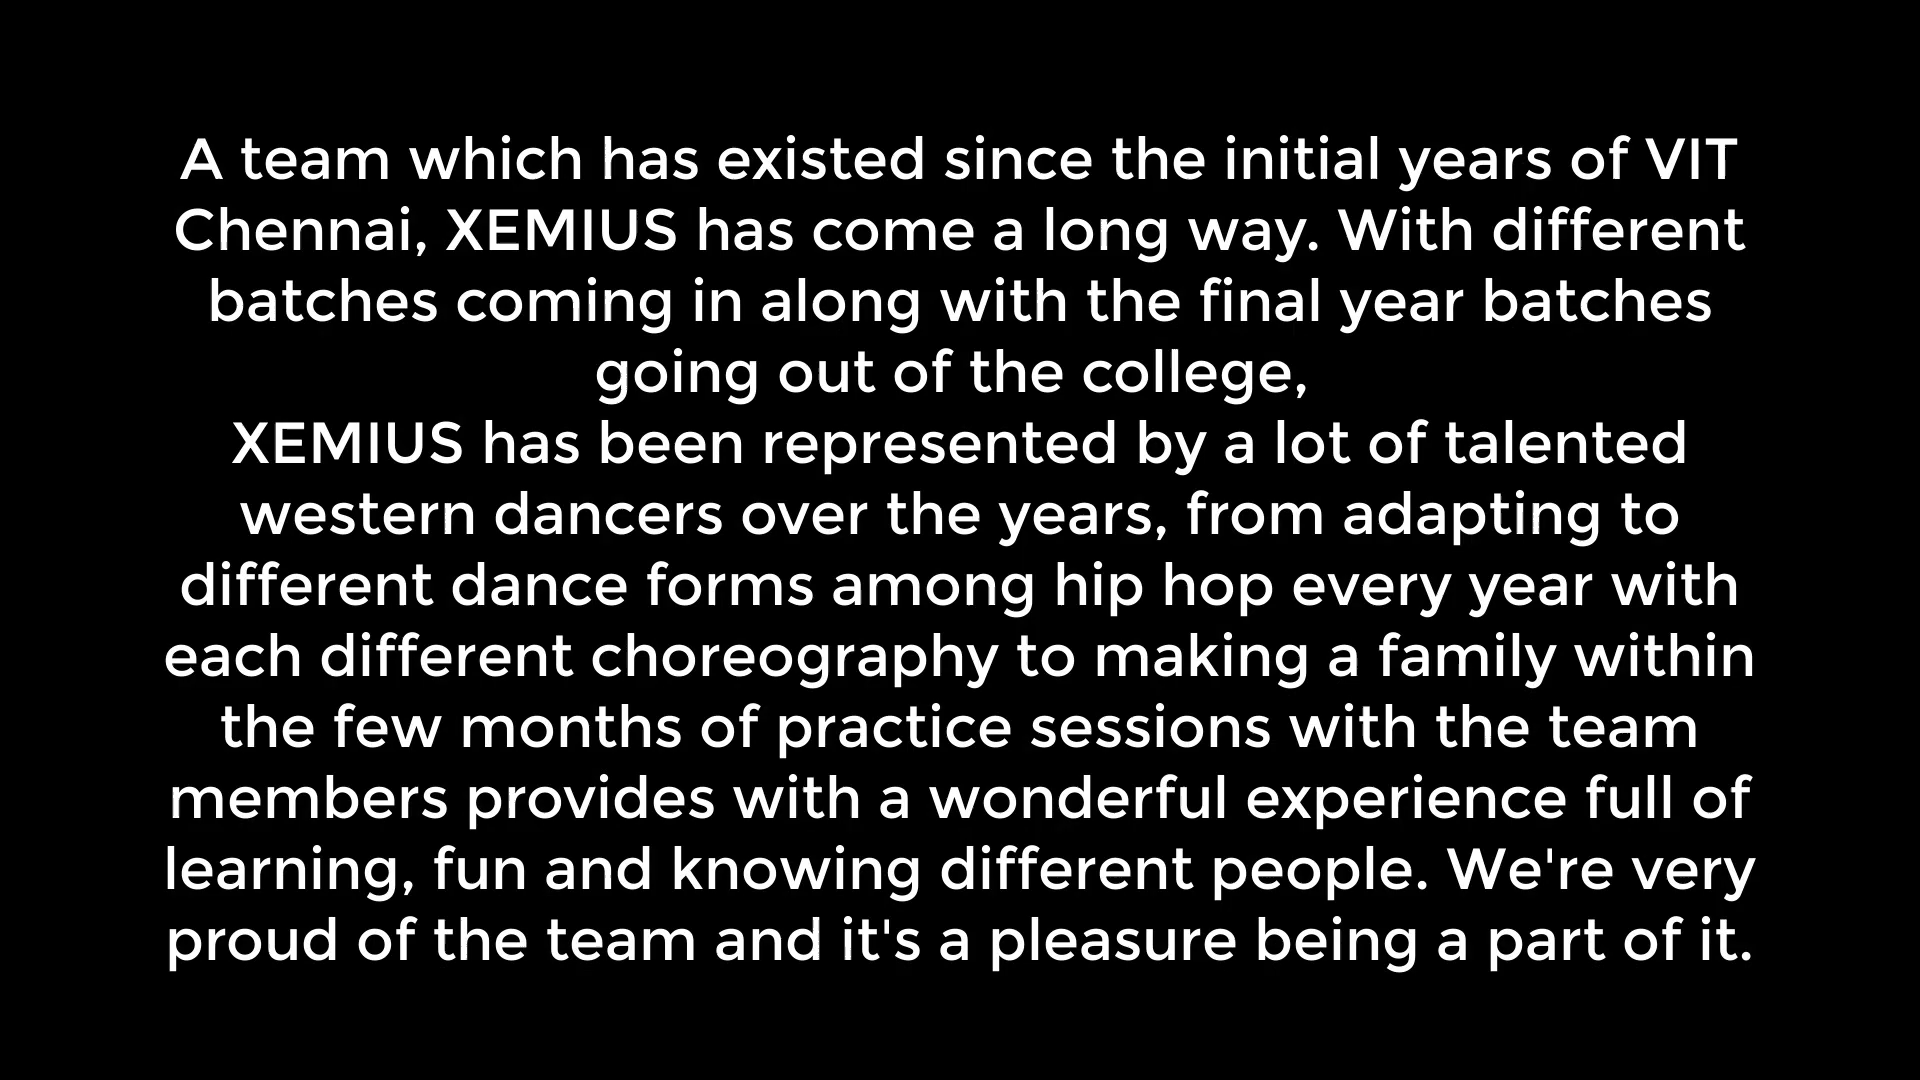 A team which has existed since the initial years of VIT
Chennai, XEMIUS has come a long way. With different
batches coming in along with the final year batches
going out of the college,
XEMIUS has been represented by a lot of talented
western dancers over the years, from adapting to
different dance forms among hip hop every year with
each different choreography to making a family within
the few months of practice sessions with the team
members provides with a wonderful experience full of
learning, fun and knowing different people. We're very
proud of the team and it's a pleasure being a part of it.